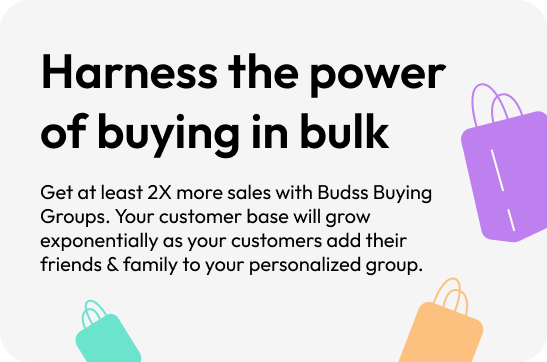 Harness the power
of buying in bulk
Get at least 2X more sales with Budss Buying
Groups. Your customer base will grow
exponentially as your customers add their
friends & family to your personalized group.